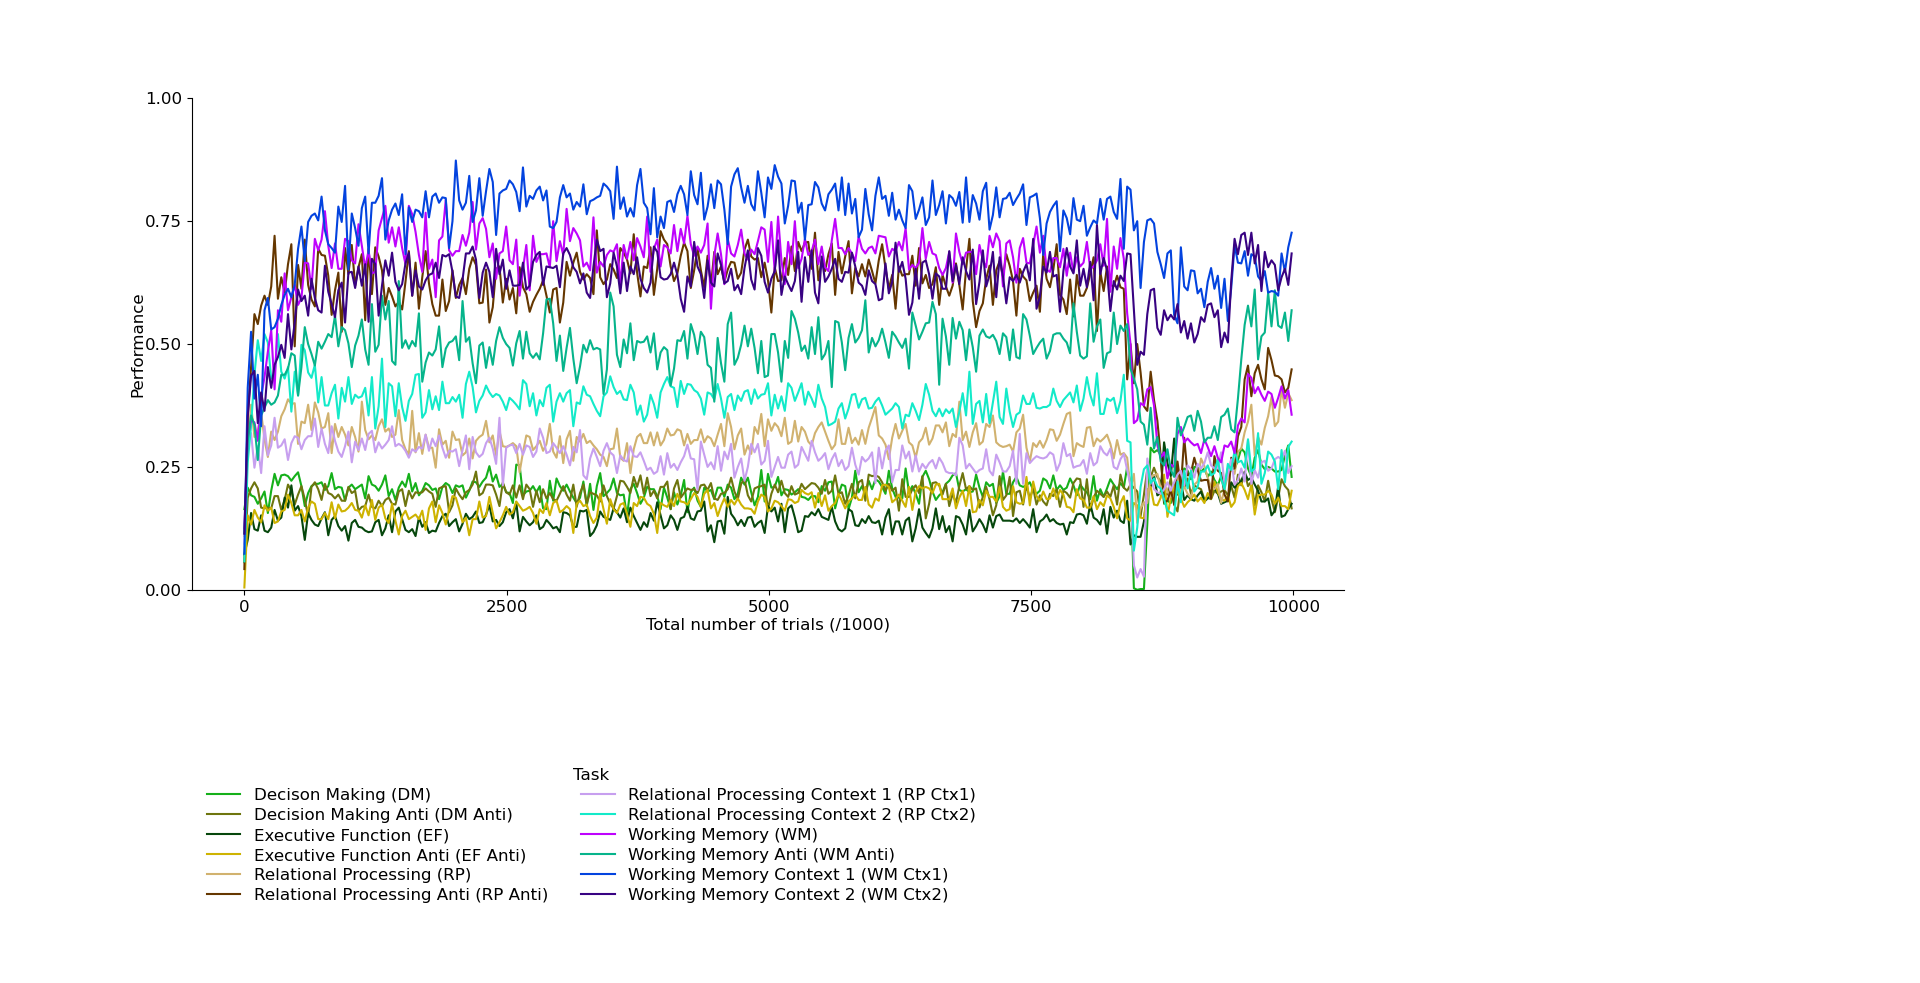 1.00
0.75
0.50
0.25
0.00
Performance
0 2500 5000 7500 10000
Total number of trials (/1000)
Task
Decison Making (DM)
Decision Making Anti (DM Anti)
Executive Function (EF)
Executive Function Anti (EF Anti)
Relational Processing (RP)
Relational Processing Anti (RP Anti)
Relational Processing Context 1 (RP Ctx1)
Relational Processing Context 2 (RP Ctx2)
Working Memory (WM)
Working Memory Anti (WM Anti)
Working Memory Context 1 (WM Ctx1)
Working Memory Context 2 (WM Ctx2)